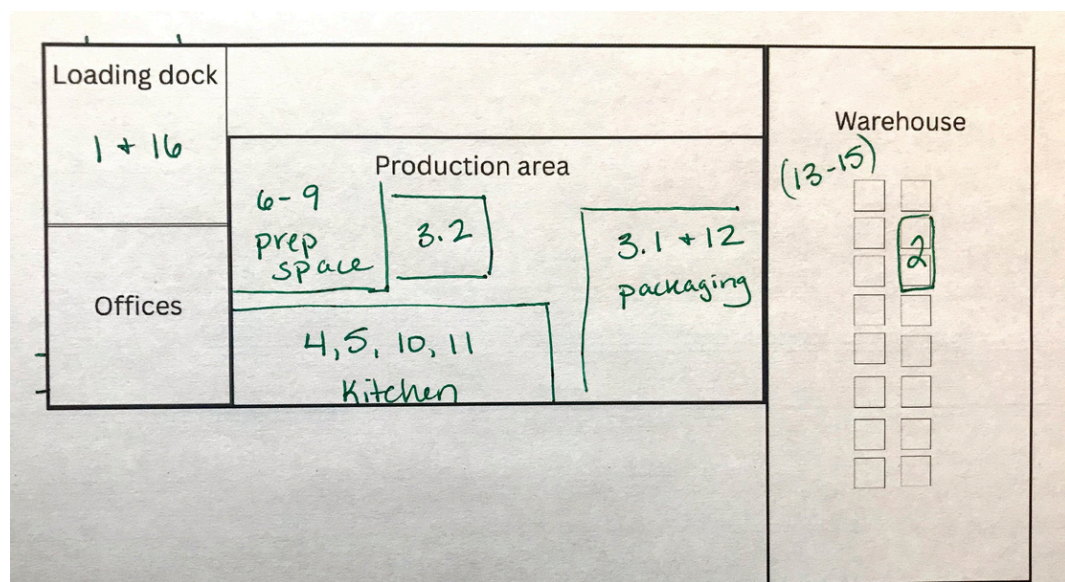 Loading dock
1 + 16
Offices
Production area
6-9
prep
space
3.2
3.1 + 12
packaging
4, 5, 10, 11
Kitchen
Warehouse
(13-15)
2